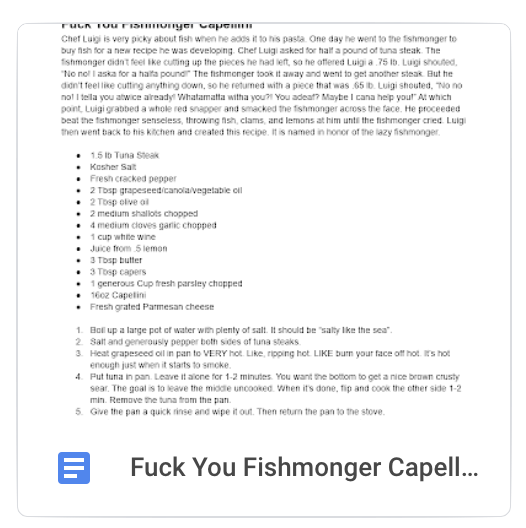 Fuck You Fishmonger Capellini
Chef Luigi is very picky about fish when he adds it to his pasta. One day he went to the fishmonger to
buy fish for a new recipe he was developing. Chef Luigi asked for half a pound of tuna steak. The
fishmonger didn't feel like cutting up the pieces he had left, so he offered Luigi a .75 lb. Luigi shouted,
"No no! I aska for a halfa pound!" The fishmonger took it away and went to get another steak. But he
didn't feel like cutting anything down, so he returned with a piece that was .65 lb. Luigi shouted, "No no
no! I tella you atwice already! Whatamatta witha you?! You adeaf? Maybe I cana help you!" At which
point, Luigi grabbed a whole red snapper and smacked the fishmonger across the face. He proceeded
beat the fishmonger senseless, throwing fish, clams, and lemons at him until the fishmonger cried. Luigi
then went back to his kitchen and created this recipe. It is named in honor of the lazy fishmonger.
● 1.5 lb Tuna Steak
● Kosher Salt
● Fresh cracked pepper
● 2 Tbsp grapeseed/canola/vegetable oil
● 2 Tbsp olive oil
● 2 medium shallots chopped
● 4 medium cloves garlic chopped
● 1 cup white wine
● Juice from .5 lemon
● 3 Tbsp butter
● 3 Tbsp capers
● 1 generous Cup fresh parsley chopped
● 16oz Capellini
● Fresh grated Parmesan cheese
1. Boil up a large pot of water with plenty of salt. It should be "salty like the sea".
2. Salt and generously pepper both sides of tuna steaks.
3. Heat grapeseed oil in pan to VERY hot. Like, ripping hot. LIKE burn your face off hot. It's hot
enough just when it starts to smoke.
4. Put tuna in pan. Leave it alone for 1-2 minutes. You want the bottom to get a nice brown crusty
sear. The goal is to leave the middle uncooked. When it's done, flip and cook the other side 1-2
min. Remove the tuna from the pan.
5. Give the pan a quick rinse and wipe it out. Then return the pan to the stove.
Fuck You Fishmonger Capell...